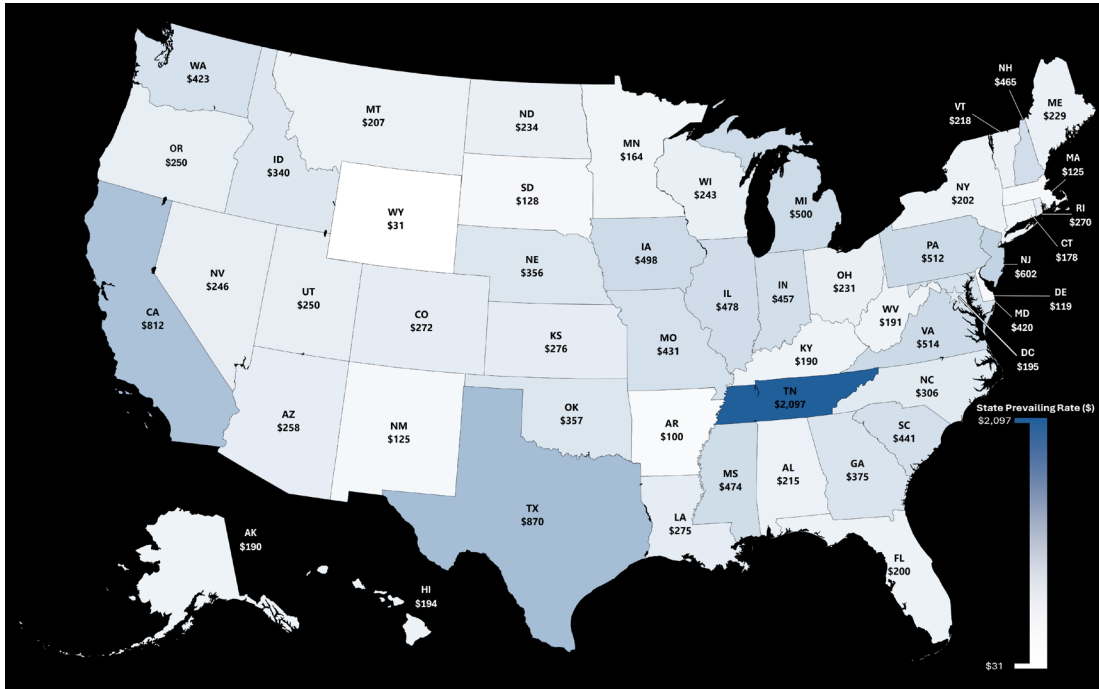 WA
$423
OR
$250
CA
$812
NV
$246
ID
$340
MT
$207
WY
$31
UT
$250
AZ
$258
CO
$272
NM
$125
ND
$234
SD
$128
NE
$356
KS
$276
OK
$357
TX
$870
MN
$164
IA
$498
MO
$431
AR
$100
LA
$275
WI
$243
IL
$478
MI
$500
IN
$457
OH
$231
KY
$190
TN
$2,097
MS
$474
AL
$215
GA
$375
FL
$200
SC
$441
NC
$306
VA
$514
WV
$191
PA
$512
NY
$202
VT
$218
NH
$465
ME
$229
MA
$125
RI
$270
CT
$178
NJ
$602
DE
$119
MD
$420
DC
$195
AK
$190
HI
$194
State Prevailing Rate ($)
$2,097
$31